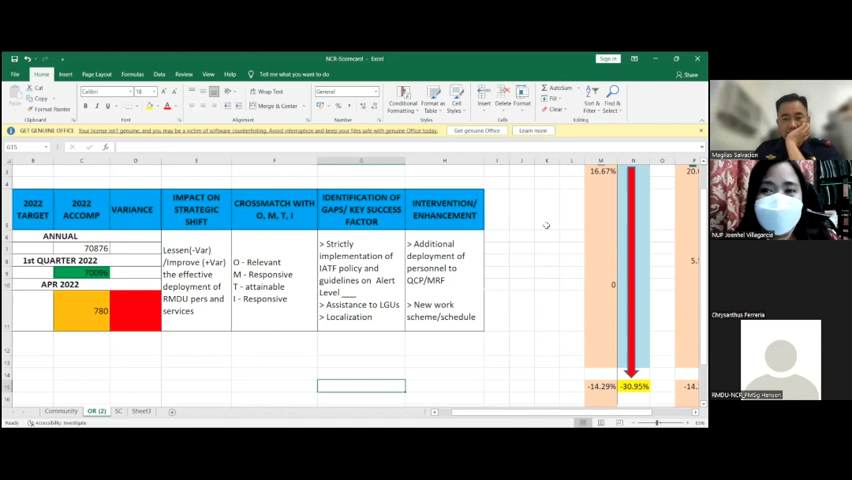 NCR-Scorecard - Excel
Sign in
File Home Insert Page Layout Formulas Data Review View Help Tell me what you want to do
Share
Cut
Copy
Format Painter
Paste
Clipboard
Calibri 18
B I U
Font
Wrap Text
Merge & Center
Alignment
General
Number
Conditional Formatting
Format as Table
Cell Styles
Styles
Insert Delete Format
Cells
AutoSum
Fill
Clear
Sort & Filter
Find & Select
Editing
GET GENUINE OFFICE Your license isn't genuine, and you may be a victim of software counterfeiting. Avoid interruption and keep your files safe with genuine Office today.
Get genuine Office
Learn more
G15
B C D E F G H I J K L M N P
16.67%
20.
2022 TARGET
2022 ACCOMP
VARIANCE
IMPACT ON STRATEGIC SHIFT
CROSSMATCH WITH O, M, T, I
IDENTIFICATION OF GAPS/ KEY SUCCESS FACTOR
INTERVENTION/ ENHANCEMENT
ANNUAL
70876
1st QUARTER 2022
70096
APR 2022
780
Lessen(-Var)
/Improve (+Var)
the effective
deployment of
RMDU pers and
services
O - Relevant
M - Responsive
T - attainable
I - Responsive
> Strictly
implementation of
IATF policy and
guidelines on Alert
Level ___
> Assistance to LGUs
> Localization
> Additional
deployment of
personnel to
QCP/MRF
> New work
scheme/schedule
0
5.
-14.29% -30.95% -14.
Community OR (2) SC Sheet3
Ready Accessibility: Investigate
Magilas Salvacion
NUP Joenhel Villagarcia
Chrysanthus Ferreria
RMDU-NCR_PMSg Henson